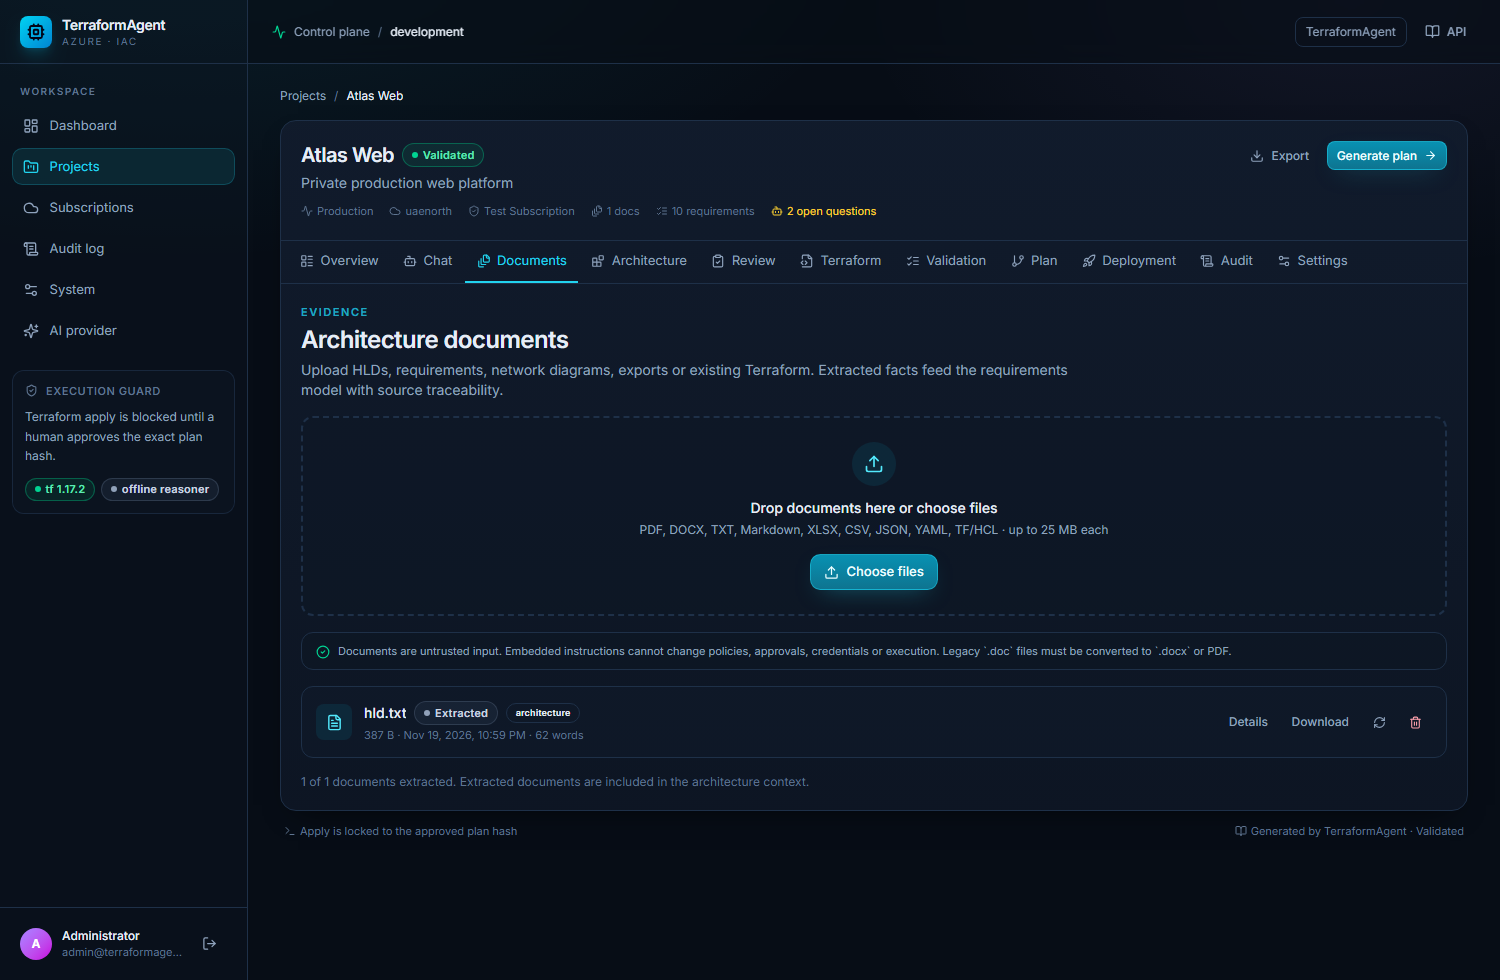 TerraformAgent
AZURE · IAC
Control plane / development
TerraformAgent
API
WORKSPACE
Dashboard
Projects
Subscriptions
Audit log
System
AI provider
EXECUTION GUARD
Terraform apply is blocked until a
human approves the exact plan
hash.
tf 1.17.2
offline reasoner
Administrator
admin@terraformage...
A
Projects / Atlas Web
Atlas Web
Validated
Export
Generate plan
Private production web platform
Production
uaenorth
Test Subscription
1 docs
10 requirements
2 open questions
Overview
Chat
Documents
Architecture
Review
Terraform
Validation
Plan
Deployment
Audit
Settings
EVIDENCE
Architecture documents
Upload HLDs, requirements, network diagrams, exports or existing Terraform. Extracted facts feed the requirements
model with source traceability.
Drop documents here or choose files
PDF, DOCX, TXT, Markdown, XLSX, CSV, JSON, YAML, TF/HCL · up to 25 MB each
Choose files
Documents are untrusted input. Embedded instructions cannot change policies, approvals, credentials or execution. Legacy `.doc` files must be converted to `.docx` or PDF.
hld.txt
Extracted
architecture
387 B · Nov 19, 2026, 10:59 PM · 62 words
Details
Download
1 of 1 documents extracted. Extracted documents are included in the architecture context.
Apply is locked to the approved plan hash
Generated by TerraformAgent · Validated